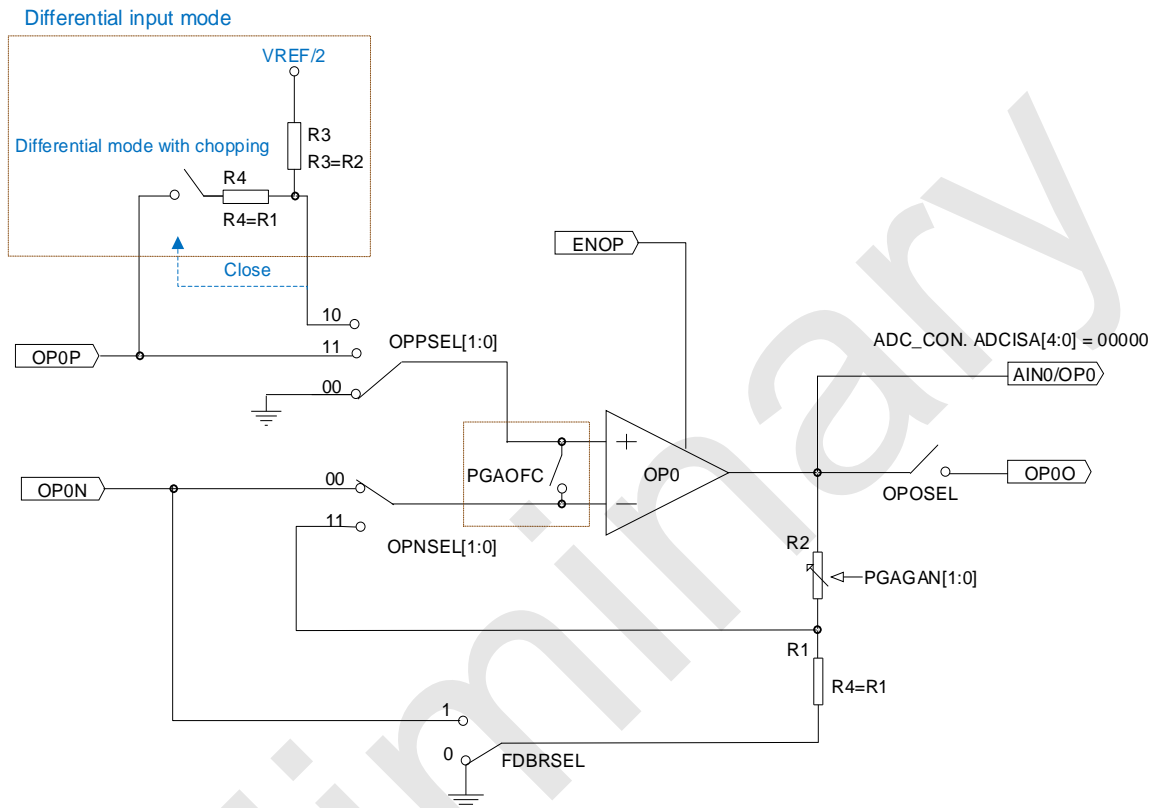 Differential input mode
VREF/2
R3
R3=R2
Differential mode with chopping
R4
R4=R1
Close
ENOP
10
OP0P
11
OPPSEL[1:0]
00
ADC_CON. ADCISA[4:0] = 00000
AIN0/OP0
PGAOFC
OP0
OP0N
00
OPOSEL
OP0O
11
OPNSEL[1:0]
R2
PGAGAN[1:0]
R1
R4=R1
1
0
FDBRSEL
liminary